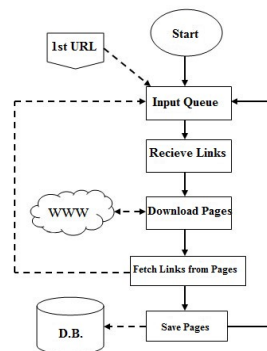 Start
1st URL
Input Queue
Recieve Links
WWW
Download Pages
Fetch Links from Pages
D.B.
Save Pages